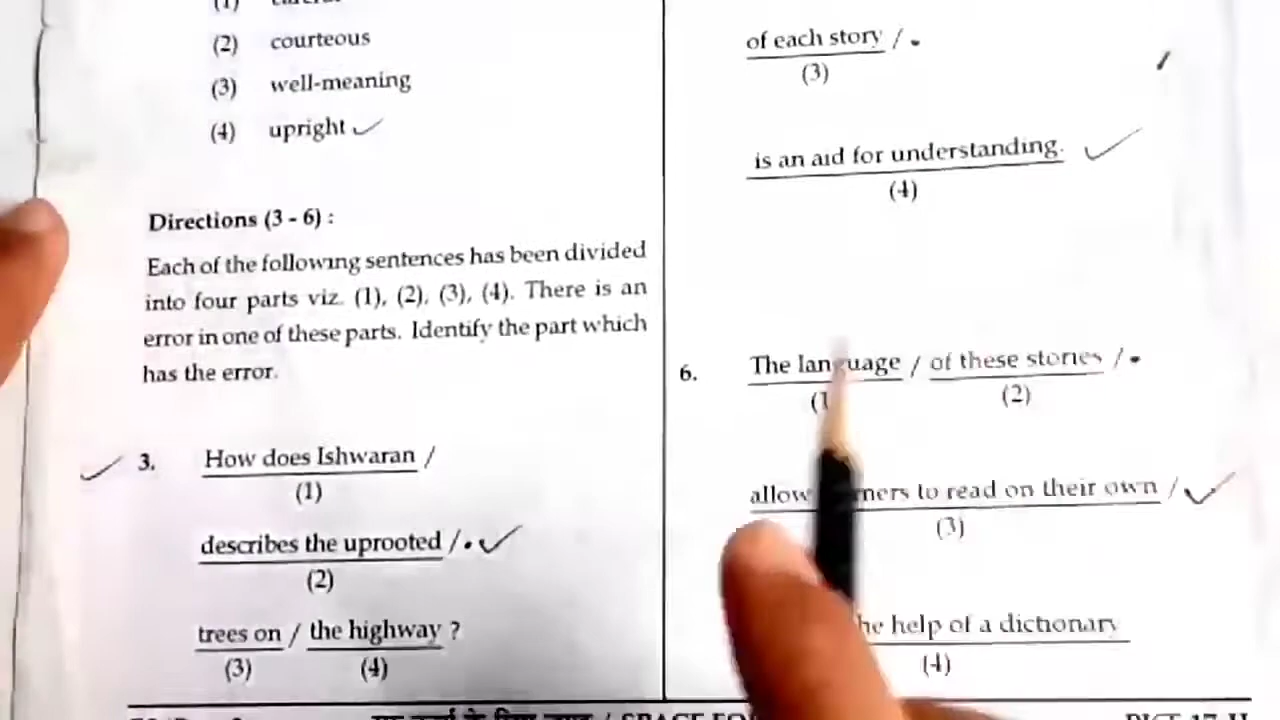 (1)
(2) courteous
(3) well-meaning
(4) upright
Directions (3 - 6) :
Each of the following sentences has been divided
into four parts viz. (1), (2), (3), (4). There is an
error in one of these parts. Identify the part which
has the error.
3. How does Ishwaran /
(1)
describes the uprooted /
(2)
trees on / the highway ?
(3) (4)
of each story /
(3)
is an aid for understanding.
(4)
6. The language / of these stories /
(1 (2)
allow to read on their own /
(3)
help of a dictionary
(4)